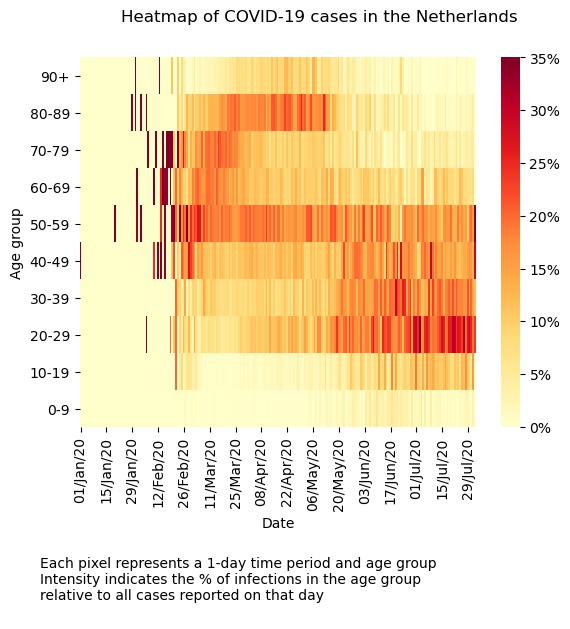 Heatmap of COVID-19 cases in the Netherlands
90+
80-89
70-79
60-69
50-59
40-49
30-39
20-29
10-19
0-9
Age group
35%
30%
25%
20%
15%
10%
5%
0%
01/Jan/20
15/Jan/20
29/Jan/20
12/Feb/20
26/Feb/20
11/Mar/20
25/Mar/20
08/Apr/20
22/Apr/20
06/May/20
20/May/20
03/Jun/20
17/Jun/20
01/Jul/20
15/Jul/20
29/Jul/20
Date
Each pixel represents a 1-day time period and age group
Intensity indicates the % of infections in the age group
relative to all cases reported on that day